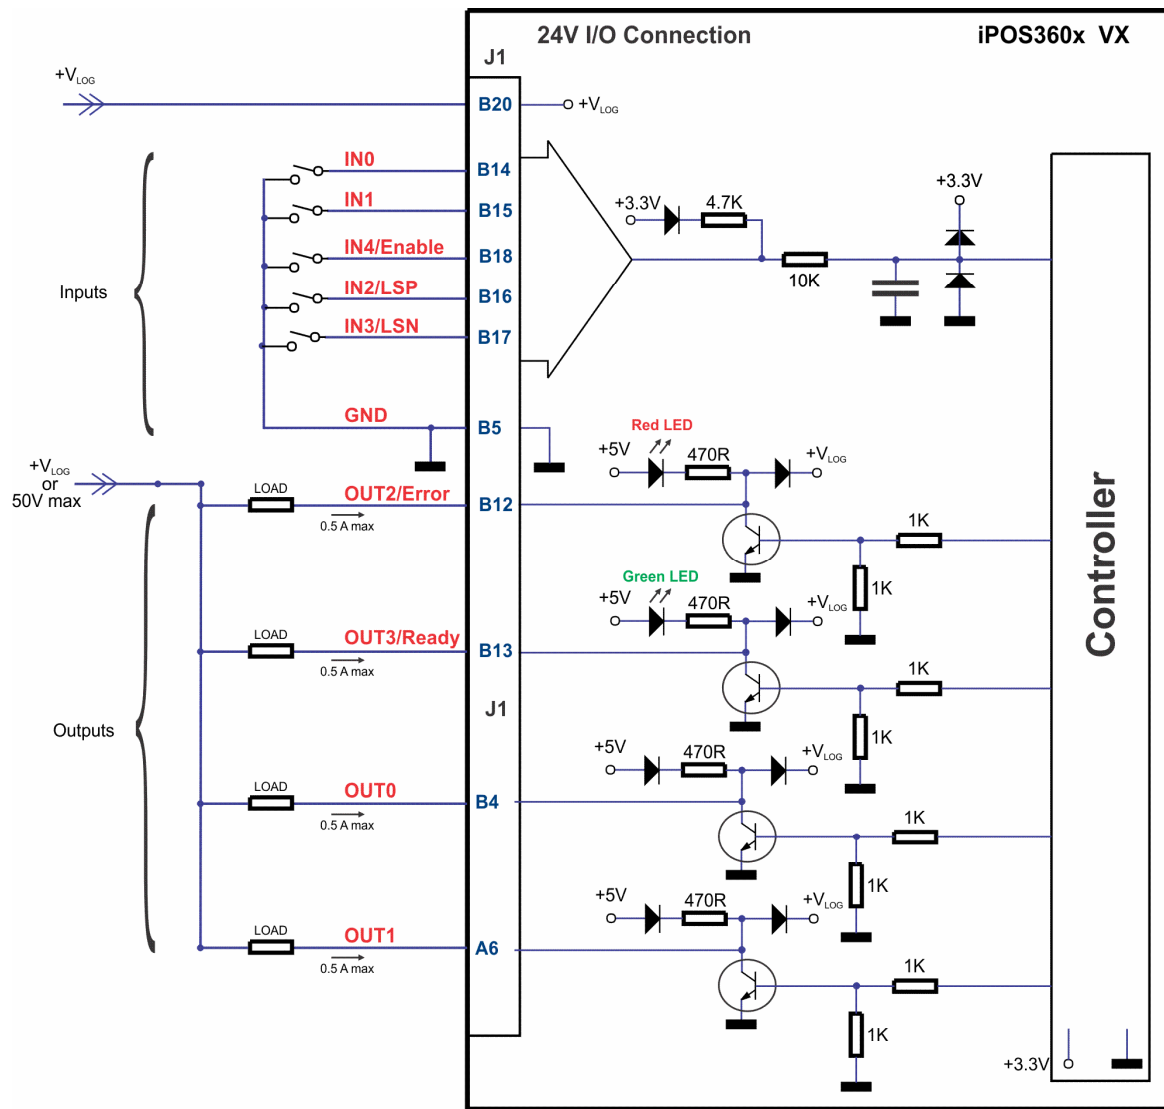 24V I/O Connection
iPOS360x VX
J1
+VLOG
B20
+VLOG
IN0
B14
IN1
B15
IN4/Enable
B18
IN2/LSP
B16
IN3/LSN
B17
Inputs
+3.3V
4.7K
10K
+3.3V
GND
B5
+VLOG
or
50V max
LOAD
OUT2/Error
0.5 A max
B12
Red LED
+5V
470R
+VLOG
1K
1K
Green LED
+5V
470R
+VLOG
LOAD
OUT3/Ready
0.5 A max
B13
1K
1K
J1
Outputs
+5V
470R
+VLOG
LOAD
OUT0
0.5 A max
B4
1K
1K
+5V
470R
+VLOG
LOAD
OUT1
0.5 A max
A6
1K
1K
Controller
+3.3V